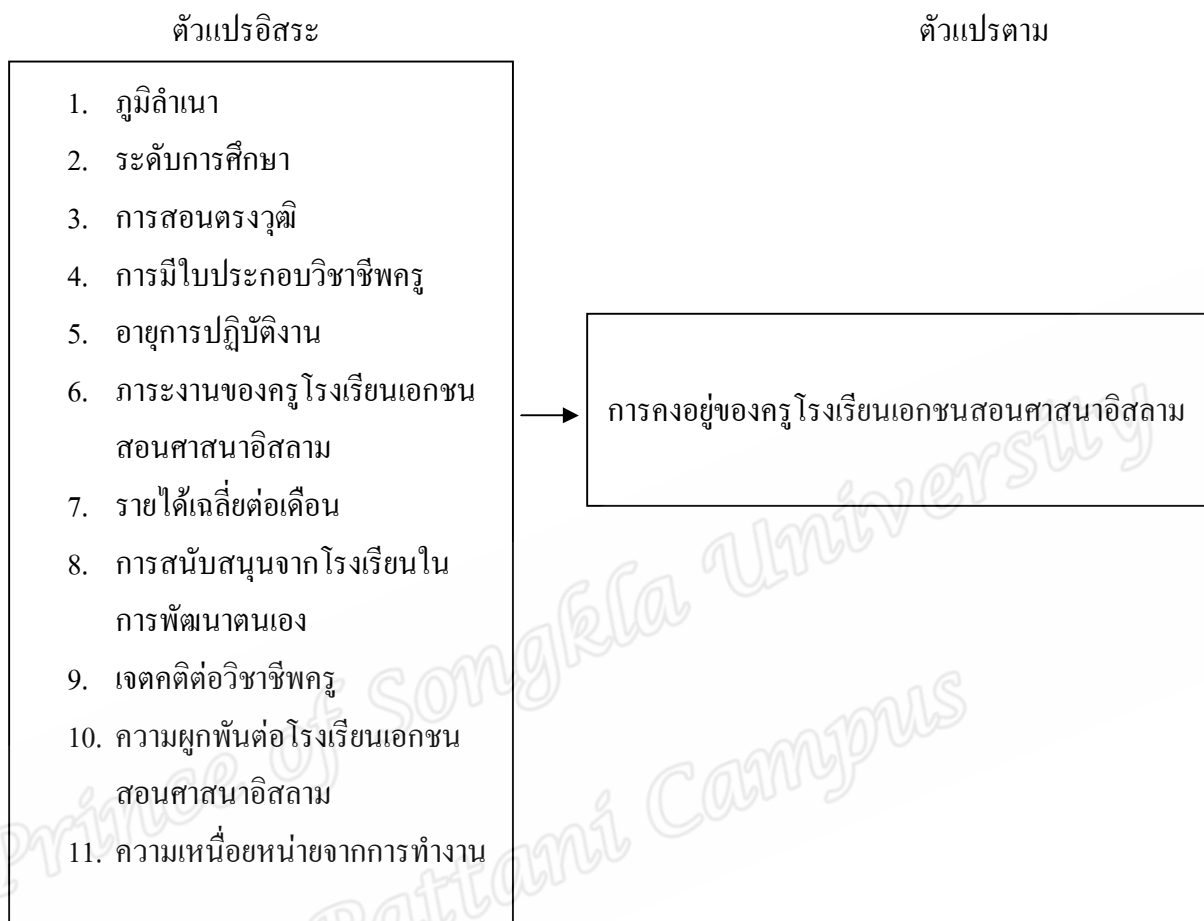 ตัวแปรอิสระ
ตัวแปรตาม
1. ภูมิลำเนา
2. ระดับการศึกษา
3. การสอนตรงวุฒิ
4. การมีใบประกอบวิชาชีพครู
5. อายุการปฏิบัติงาน
6. ภาระงานของครูโรงเรียนเอกชน
สอนศาสนาอิสลาม
7. รายได้เฉลี่ยต่อเดือน
8. การสนับสนุนจากโรงเรียนใน
การพัฒนาตนเอง
9. เจตคติต่อวิชาชีพครู
10. ความผูกพันต่อโรงเรียนเอกชน
สอนศาสนาอิสลาม
11. ความเหนื่อยหน่ายจากการทำงาน
การคงอยู่ของครูโรงเรียนเอกชนสอนศาสนาอิสลาม
Prince of Songkla University
Pattani Campus